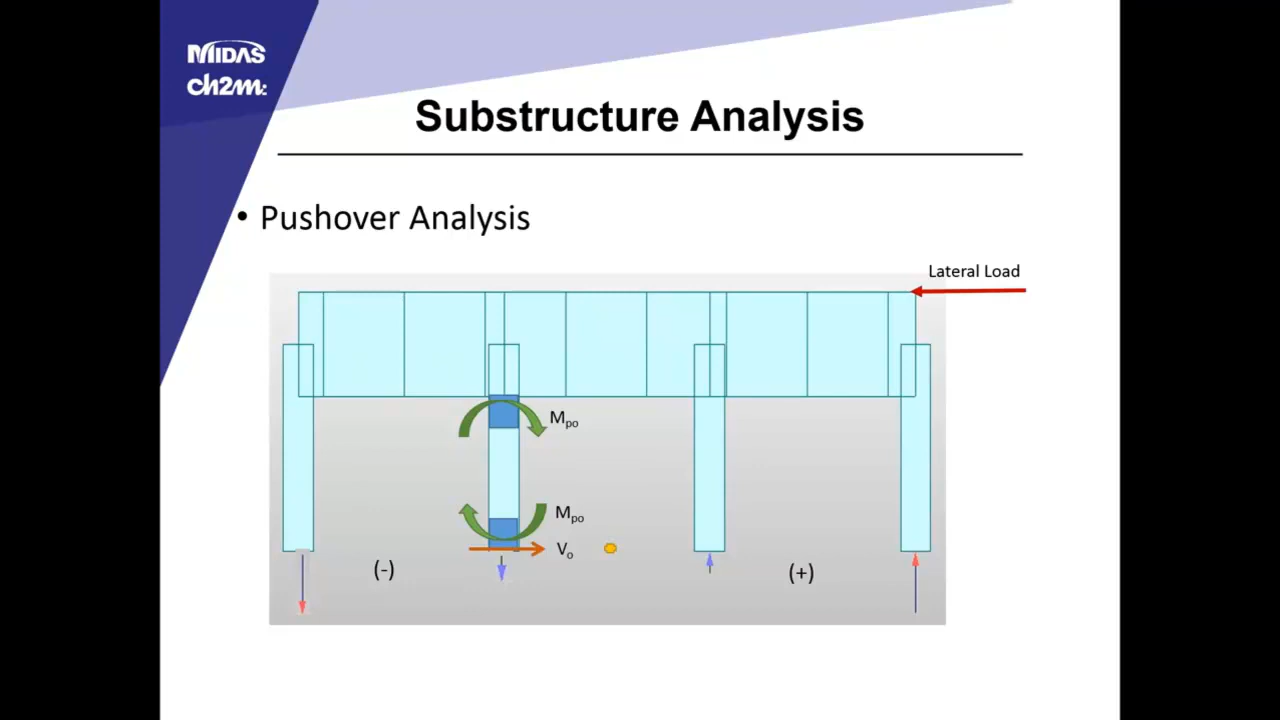 MIDAS
ch2m:
Substructure Analysis
• Pushover Analysis
Lateral Load
Mpo
Mpo
Vo
(-)
(+)